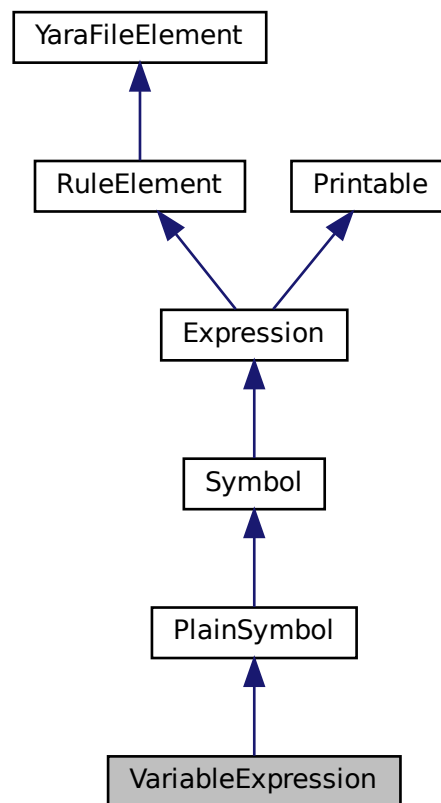 YaraFileElement
RuleElement
Printable
Expression
Symbol
PlainSymbol
VariableExpression